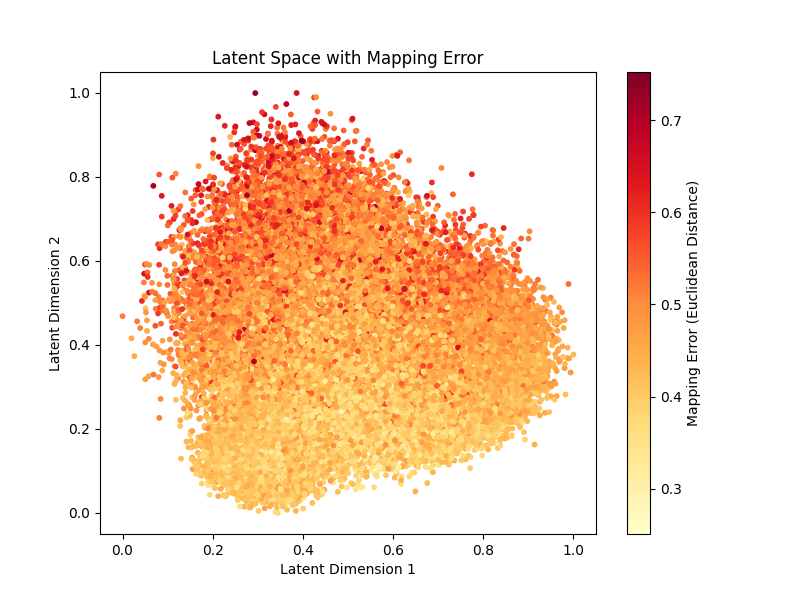 Latent Space with Mapping Error
1.0
0.8
0.6
0.4
0.2
0.0
Latent Dimension 2
0.0 0.2 0.4 0.6 0.8 1.0
Latent Dimension 1
0.7
0.6
0.5
0.4
0.3
Mapping Error (Euclidean Distance)